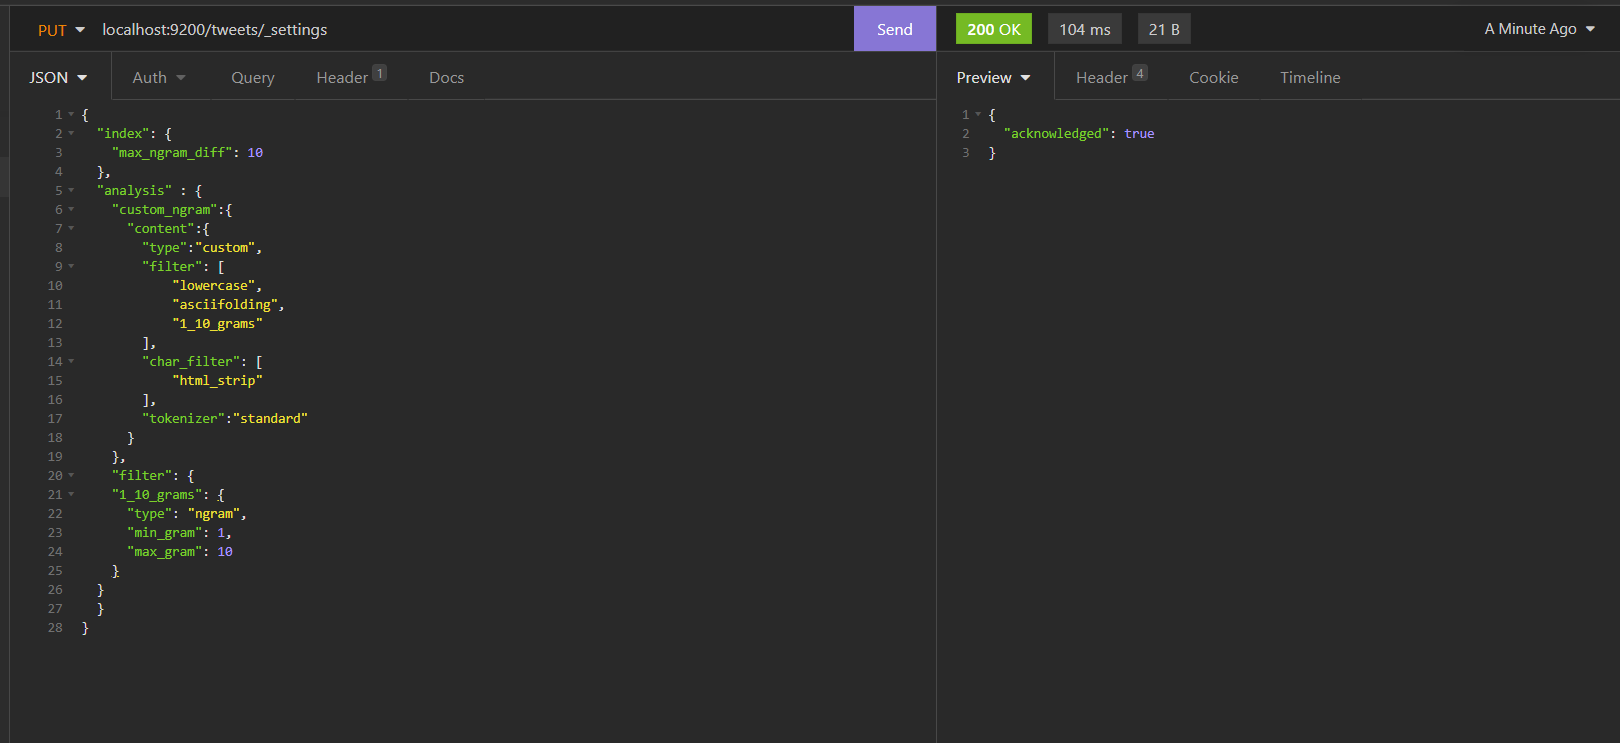 PUT localhost:9200/tweets/_settings Send 200 OK 104 ms 21 B A Minute Ago
JSON Auth Query Header 1 Docs Preview Header 4 Cookie Timeline
1 {
2 "index": {
3 "max_ngram_diff": 10
4 },
5 "analysis" : {
6 "custom_ngram":{
7 "content":{
8 "type":"custom",
9 "filter": [
10 "lowercase",
11 "asciifolding",
12 "1_10_grams"
13 ],
14 "char_filter": [
15 "html_strip"
16 ],
17 "tokenizer":"standard"
18 }
19 },
20 "filter": {
21 "1_10_grams": {
22 "type": "ngram",
23 "min_gram": 1,
24 "max_gram": 10
25 }
26 }
27 }
28 }
1 {
2 "acknowledged": true
3 }